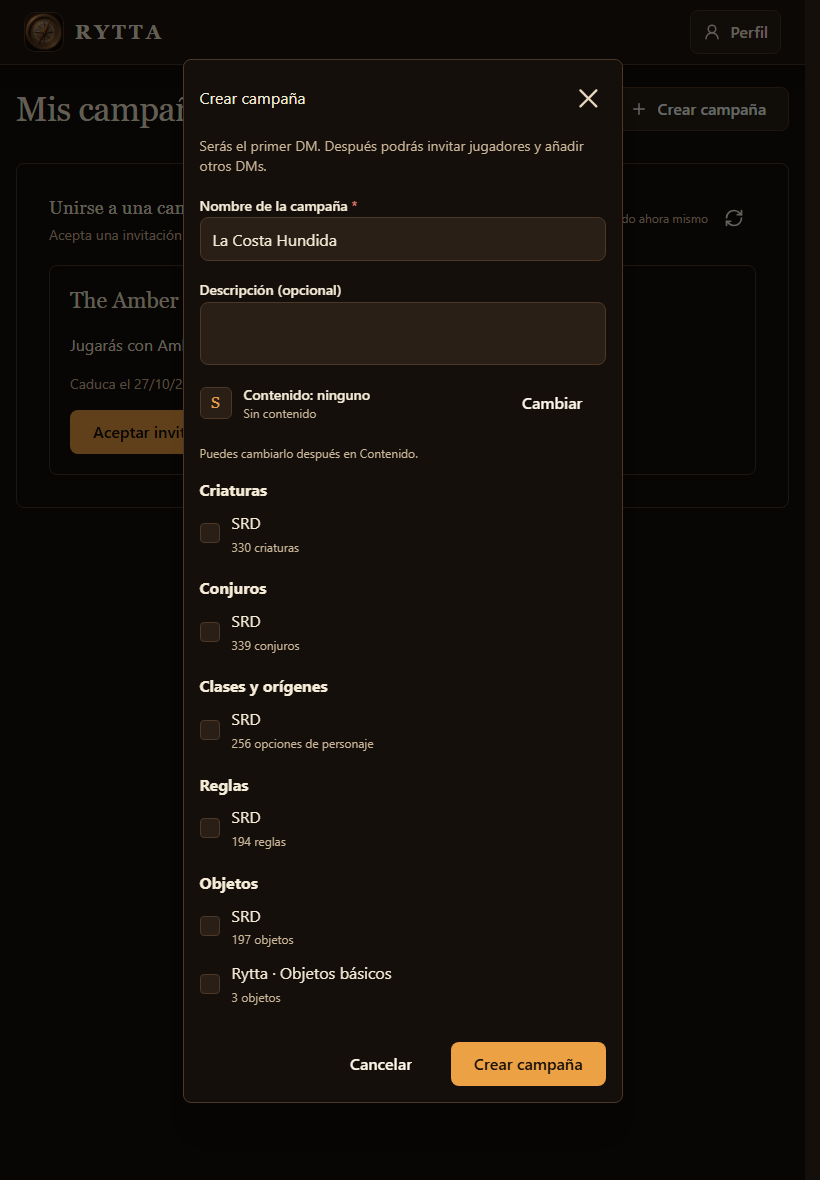 RYTTA
Perfil
Mis campañ
Crear campaña
Unirse a una can
Acepta una invitación
do ahora mismo
The Amber
Jugarás con Amb
Caduca el 27/10/2
Aceptar invit
Crear campaña
Serás el primer DM. Después podrás invitar jugadores y añadir
otros DMs.
Nombre de la campaña *
La Costa Hundida
Descripción (opcional)
S
Contenido: ninguno
Sin contenido
Cambiar
Puedes cambiarlo después en Contenido.
Criaturas
SRD
330 criaturas
Conjuros
SRD
339 conjuros
Clases y orígenes
SRD
256 opciones de personaje
Reglas
SRD
194 reglas
Objetos
SRD
197 objetos
Rytta · Objetos básicos
3 objetos
Cancelar
Crear campaña